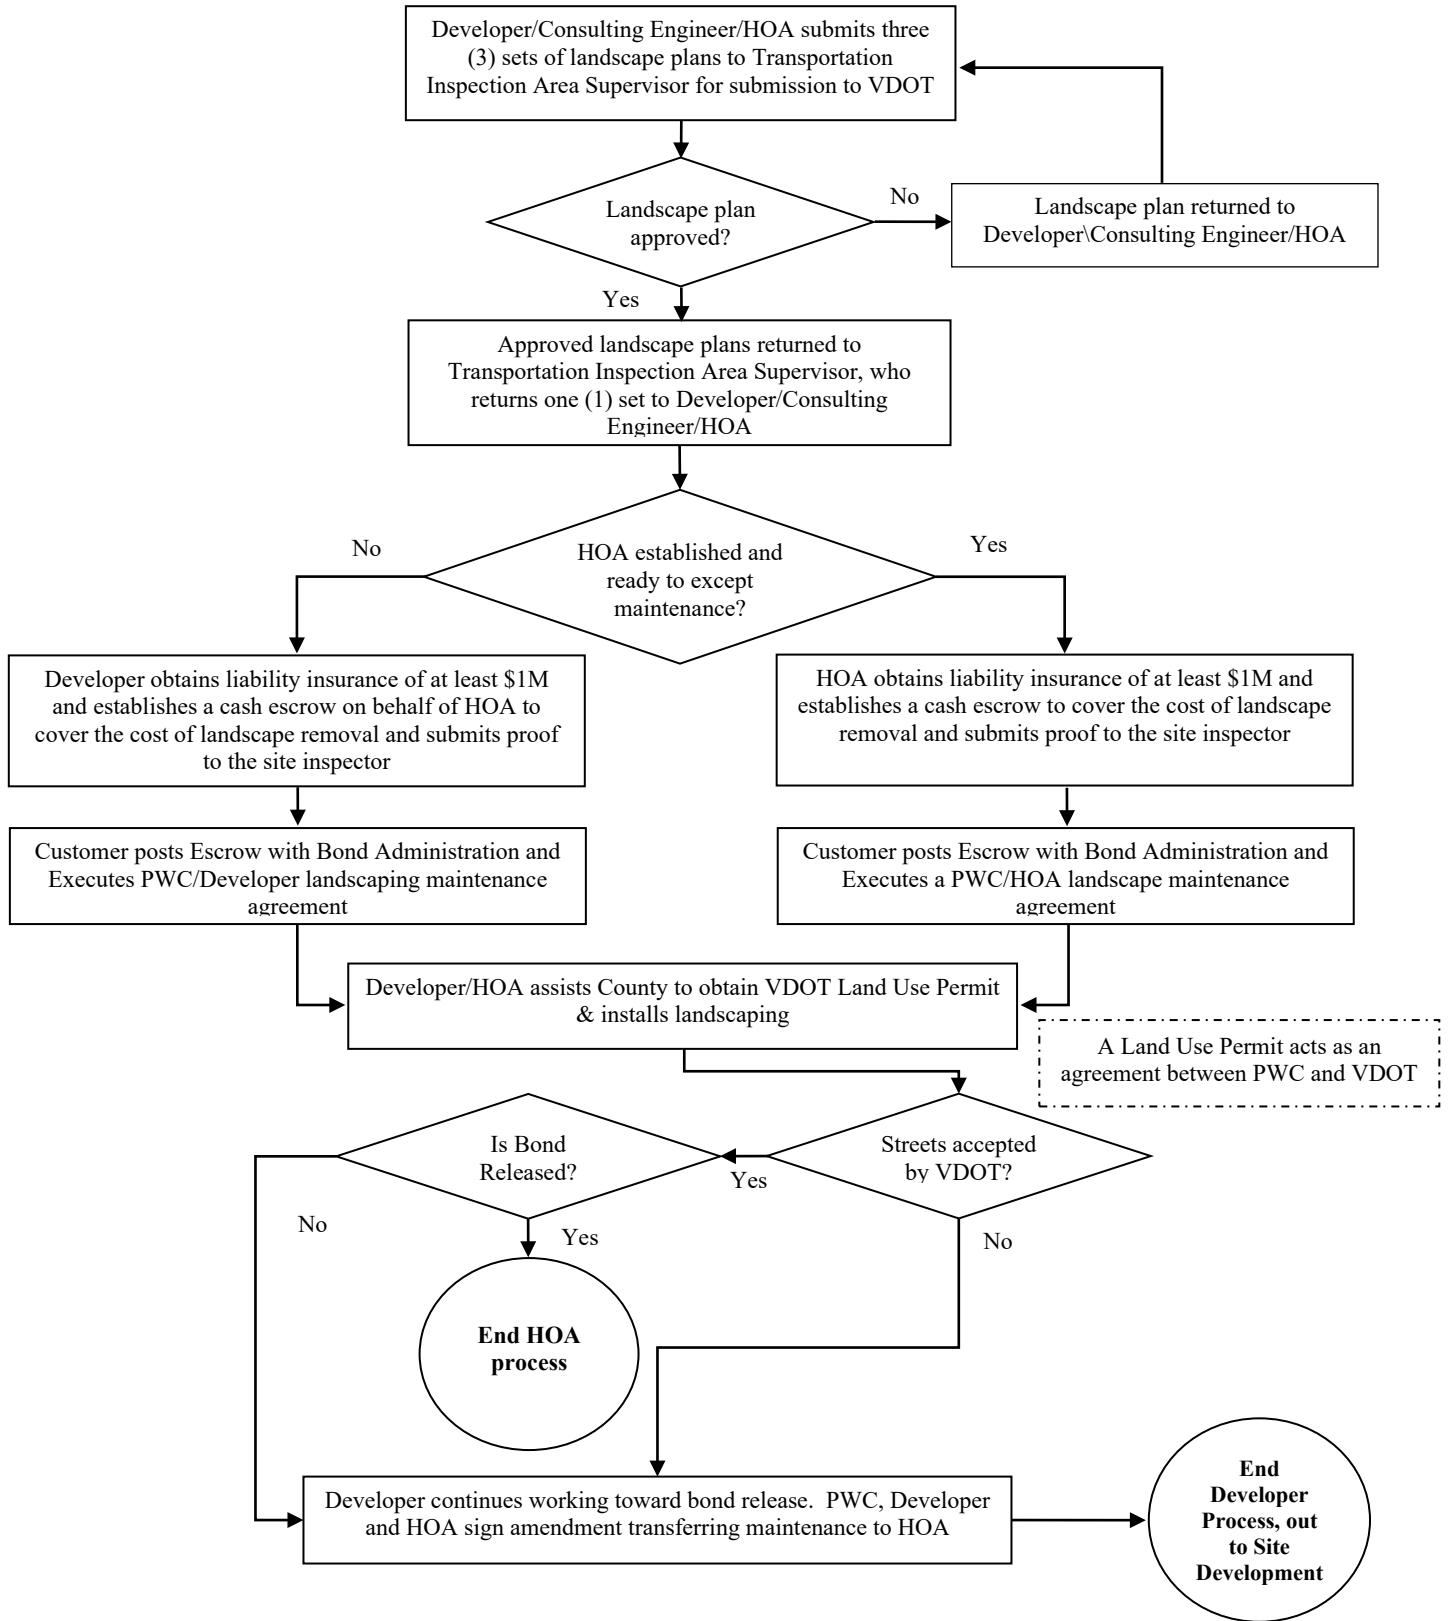 Developer/Consulting Engineer/HOA submits three
(3) sets of landscape plans to Transportation
Inspection Area Supervisor for submission to VDOT
Landscape plan
approved?
No
Landscape plan returned to
Developer\Consulting Engineer/HOA
Yes
Approved landscape plans returned to
Transportation Inspection Area Supervisor, who
returns one (1) set to Developer/Consulting
Engineer/HOA
HOA established and
ready to except
maintenance?
No
Yes
Developer obtains liability insurance of at least $1M
and establishes a cash escrow on behalf of HOA to
cover the cost of landscape removal and submits proof
to the site inspector
HOA obtains liability insurance of at least $1M and
establishes a cash escrow to cover the cost of landscape
removal and submits proof to the site inspector
Customer posts Escrow with Bond Administration and
Executes PWC/Developer landscaping maintenance
agreement
Customer posts Escrow with Bond Administration and
Executes a PWC/HOA landscape maintenance
agreement
Developer/HOA assists County to obtain VDOT Land Use Permit
& installs landscaping
A Land Use Permit acts as an
agreement between PWC and VDOT
Is Bond
Released?
Streets accepted
by VDOT?
Yes
No
Yes
No
End HOA
process
Developer continues working toward bond release.  PWC, Developer
and HOA sign amendment transferring maintenance to HOA
End
Developer
Process, out
to Site
Development